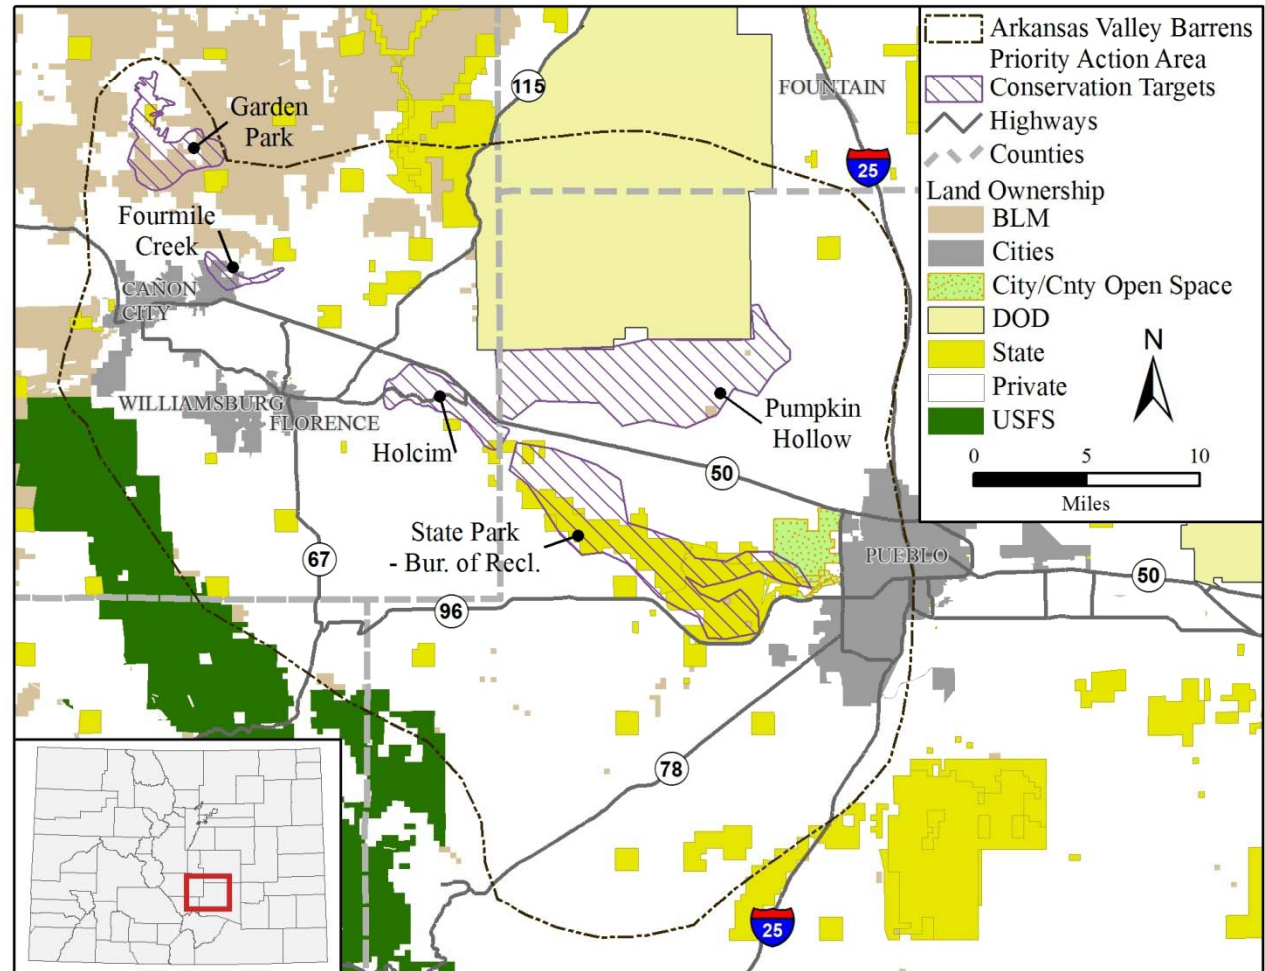 Arkansas Valley Barrens
Priority Action Area
Conservation Targets
Highways
Counties
Land Ownership
BLM
Cities
City/Cnty Open Space
DOD
State
Private
USFS
N
0 5 10
Miles
115
FOUNTAIN
25
Garden
Park
Fourmile
Creek
CAÑON
CITY
WILLIAMSBURG
FLORENCE
Holcim
Pumpkin
Hollow
50
State Park
- Bur. of Recl.
PUEBLO
67
96
50
78
25